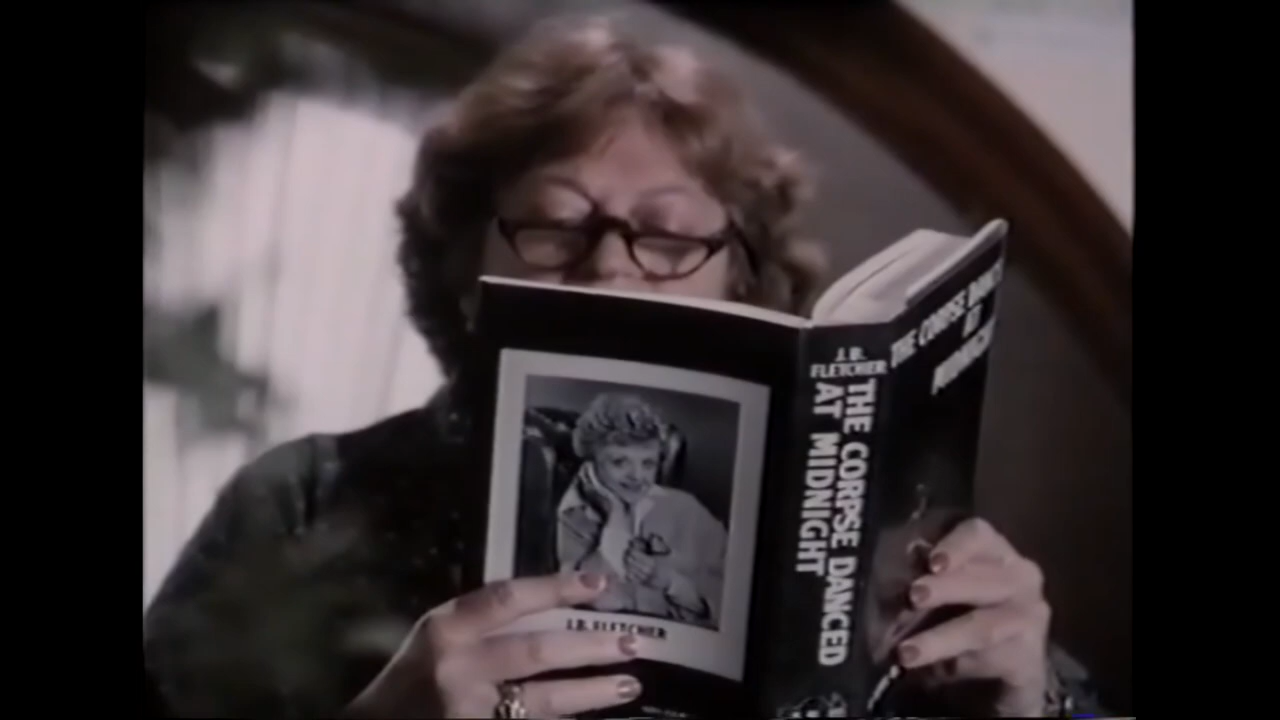 J.B. FLETCHER
J.B.
FLETCHER
THE CORPSE DANCED
AT MIDNIGHT
THE CORPSE DANCED
AT
MIDNIGHT